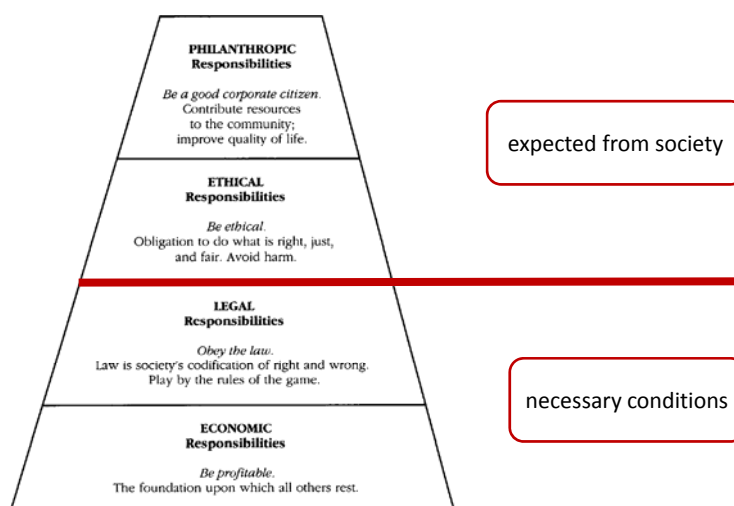 PHILANTHROPIC
Responsibilities
Be a good corporate citizen.
Contribute resources
to the community;
improve quality of life.
expected from society
ETHICAL
Responsibilities
Be ethical.
Obligation to do what is right, just,
and fair. Avoid harm.
LEGAL
Responsibilities
Obey the law.
Law is society's codification of right and wrong.
Play by the rules of the game.
necessary conditions
ECONOMIC
Responsibilities
Be profitable.
The foundation upon which all others rest.